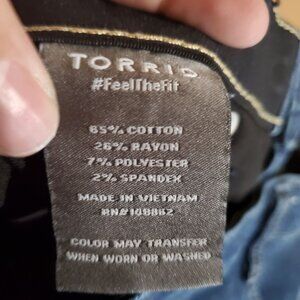 TORRID
#FeelTheFit
65% COTTON
26% RAYON
7% POLYESTER
2% SPANDEX
MADE IN VIETNAM
RN#148862
COLOR MAY TRANSFER
WHEN WORN OR WASHED